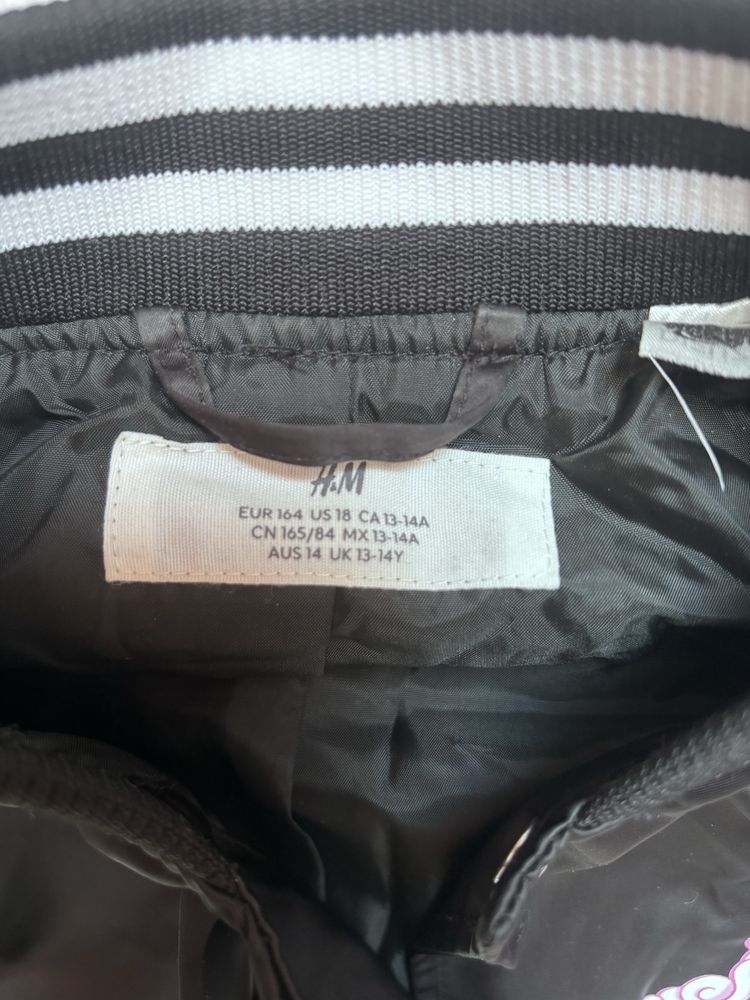 H&M
EUR 164 US 18 CA 13-14A
CN 165/84 MX 13-14A
AUS 14 UK 13-14Y